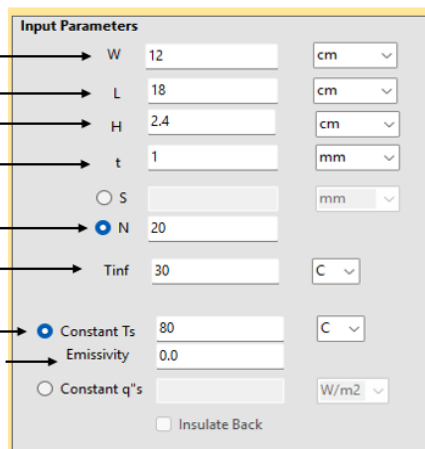 Input Parameters
W 12 cm
L 18 cm
H 2.4 cm
t 1 mm
S mm
N 20
Tinf 30 C
Constant Ts 80 C
Emissivity 0.0
Constant q"s W/m2
Insulate Back